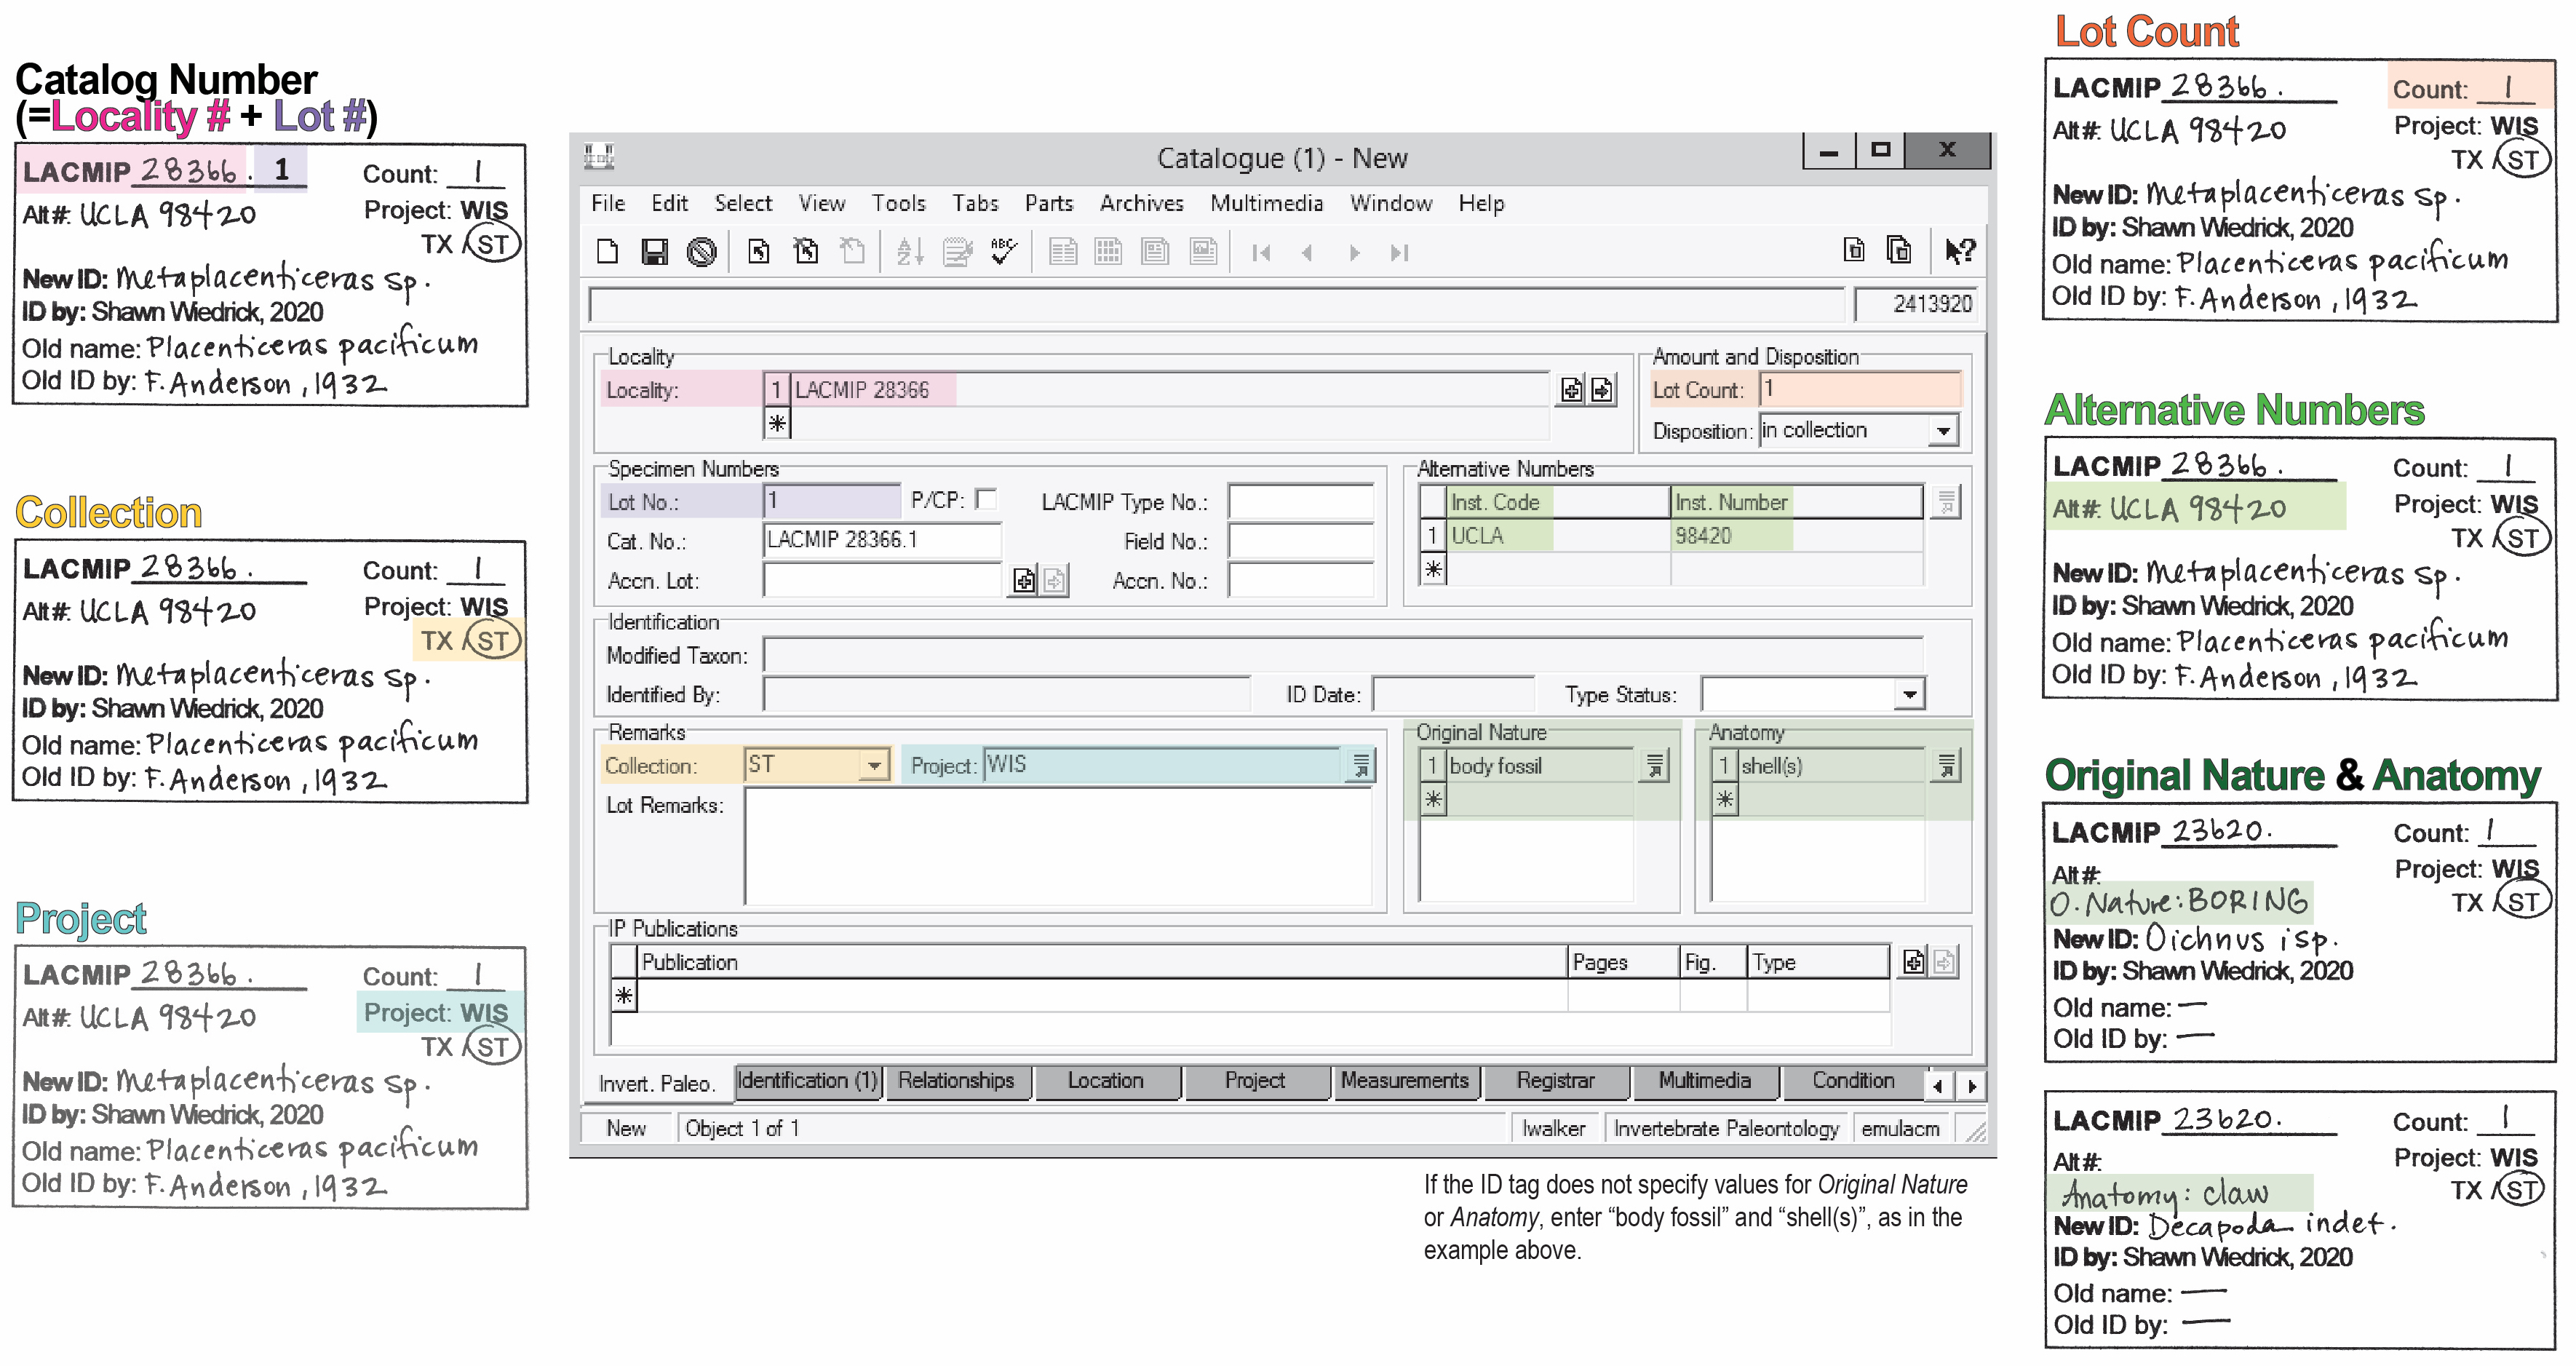 Catalog Number
(=Locality # + Lot #)
LACMIP 28366. 1 Count: 1
Alt#: UCLA 98420 Project: WIS
TX / ST
New ID: Metaplacenticeras sp.
ID by: Shawn Wiedrick, 2020
Old name: Placenticeras pacificum
Old ID by: F. Anderson, 1932
Collection
LACMIP 28366. Count: 1
Alt#: UCLA 98420 Project: WIS
TX / ST
New ID: Metaplacenticeras sp.
ID by: Shawn Wiedrick, 2020
Old name: Placenticeras pacificum
Old ID by: F. Anderson, 1932
Project
LACMIP 28366. Count: 1
Alt#: UCLA 98420 Project: WIS
TX / ST
New ID: Metaplacenticeras sp.
ID by: Shawn Wiedrick, 2020
Old name: Placenticeras pacificum
Old ID by: F. Anderson, 1932
Catalogue (1) - New
X
File Edit Select View Tools Tabs Parts Archives Multimedia Window Help
A Z ABC ?
2413920
Locality
Locality: 1 LACMIP 28366
*
Amount and Disposition
Lot Count: 1
Disposition: in collection
Specimen Numbers
Lot No.: 1 P/CP: LACMIP Type No.:
Cat. No.: LACMIP 28366.1 Field No.:
Accn. Lot: Accn. No.:
Alternative Numbers
Inst. Code Inst. Number
1 UCLA 98420
*
Identification
Modified Taxon:
Identified By: ID Date: Type Status:
Remarks
Collection: ST Project: WIS
Lot Remarks:
Original Nature
1 body fossil
*
Anatomy
1 shell(s)
*
IP Publications
Publication Pages Fig. Type
*
Invert. Paleo. Identification (1) Relationships Location Project Measurements Registrar Multimedia Condition
New Object 1 of 1 lwalker Invertebrate Paleontology emulacm
If the ID tag does not specify values for Original Nature
or Anatomy, enter “body fossil” and “shell(s)”, as in the
example above.
Lot Count
LACMIP 28366. Count: 1
Alt#: UCLA 98420 Project: WIS
TX / ST
New ID: Metaplacenticeras sp.
ID by: Shawn Wiedrick, 2020
Old name: Placenticeras pacificum
Old ID by: F. Anderson, 1932
Alternative Numbers
LACMIP 28366. Count: 1
Alt#: UCLA 98420 Project: WIS
TX / ST
New ID: Metaplacenticeras sp.
ID by: Shawn Wiedrick, 2020
Old name: Placenticeras pacificum
Old ID by: F. Anderson, 1932
Original Nature & Anatomy
LACMIP 23620. Count: 1
Alt#: Project: WIS
O. Nature: BORING TX / ST
New ID: Oichnus isp.
ID by: Shawn Wiedrick, 2020
Old name: —
Old ID by: —
LACMIP 23620. Count: 1
Alt#: Project: WIS
Anatomy: claw TX / ST
New ID: Decapoda indet.
ID by: Shawn Wiedrick, 2020
Old name: —
Old ID by: —